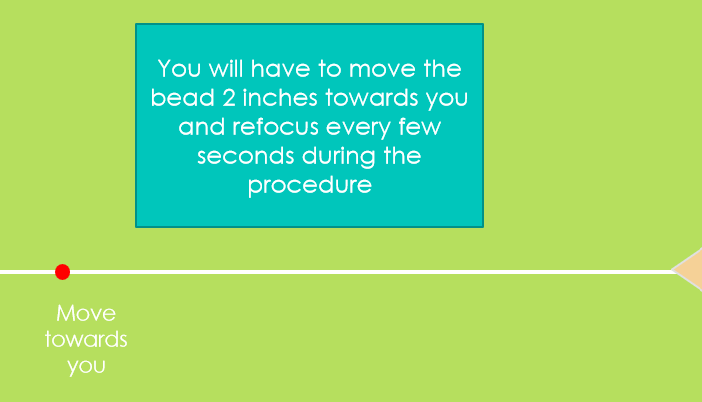 You will have to move the
bead 2 inches towards you
and refocus every few
seconds during the
procedure
Move
towards
you